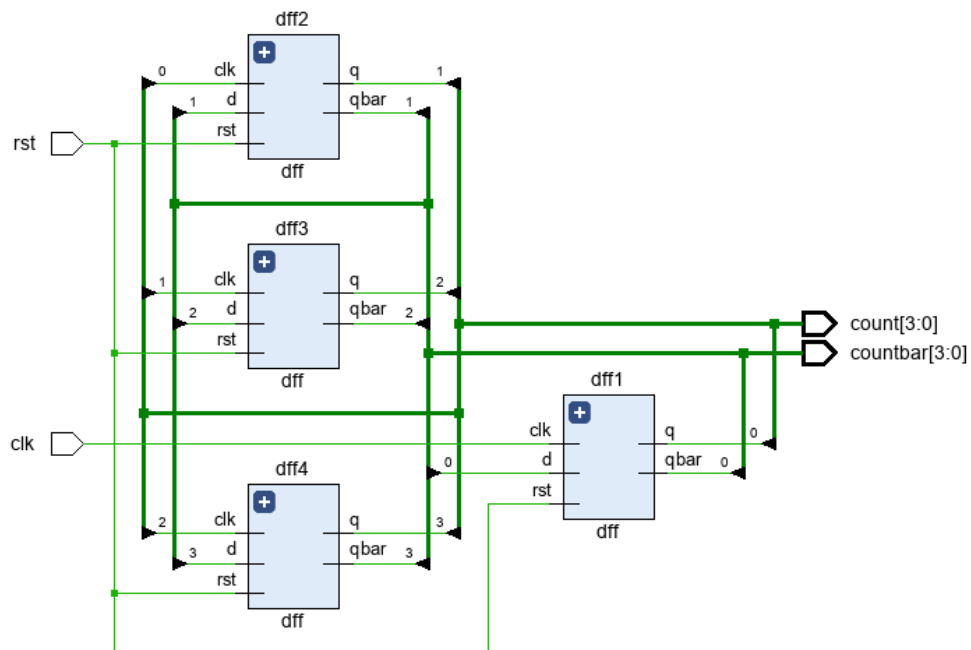 dff2
0 clk q 1
1 d qbar 1
rst
rst
dff
dff3
1 clk q 2
2 d qbar 2
rst
dff
count[3:0]
countbar[3:0]
dff1
clk
clk q 0
0 d qbar 0
rst
dff
dff4
2 clk q 3
3 d qbar 3
rst
dff